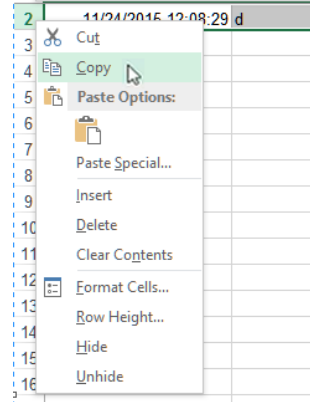 2 11/24/2015 12:08:29 d
3 Cut
4 Copy
5 Paste Options:
6
7
8 Paste Special...
9 Insert
10 Delete
11 Clear Contents
12 Format Cells...
13 Row Height...
14
15 Hide
16 Unhide